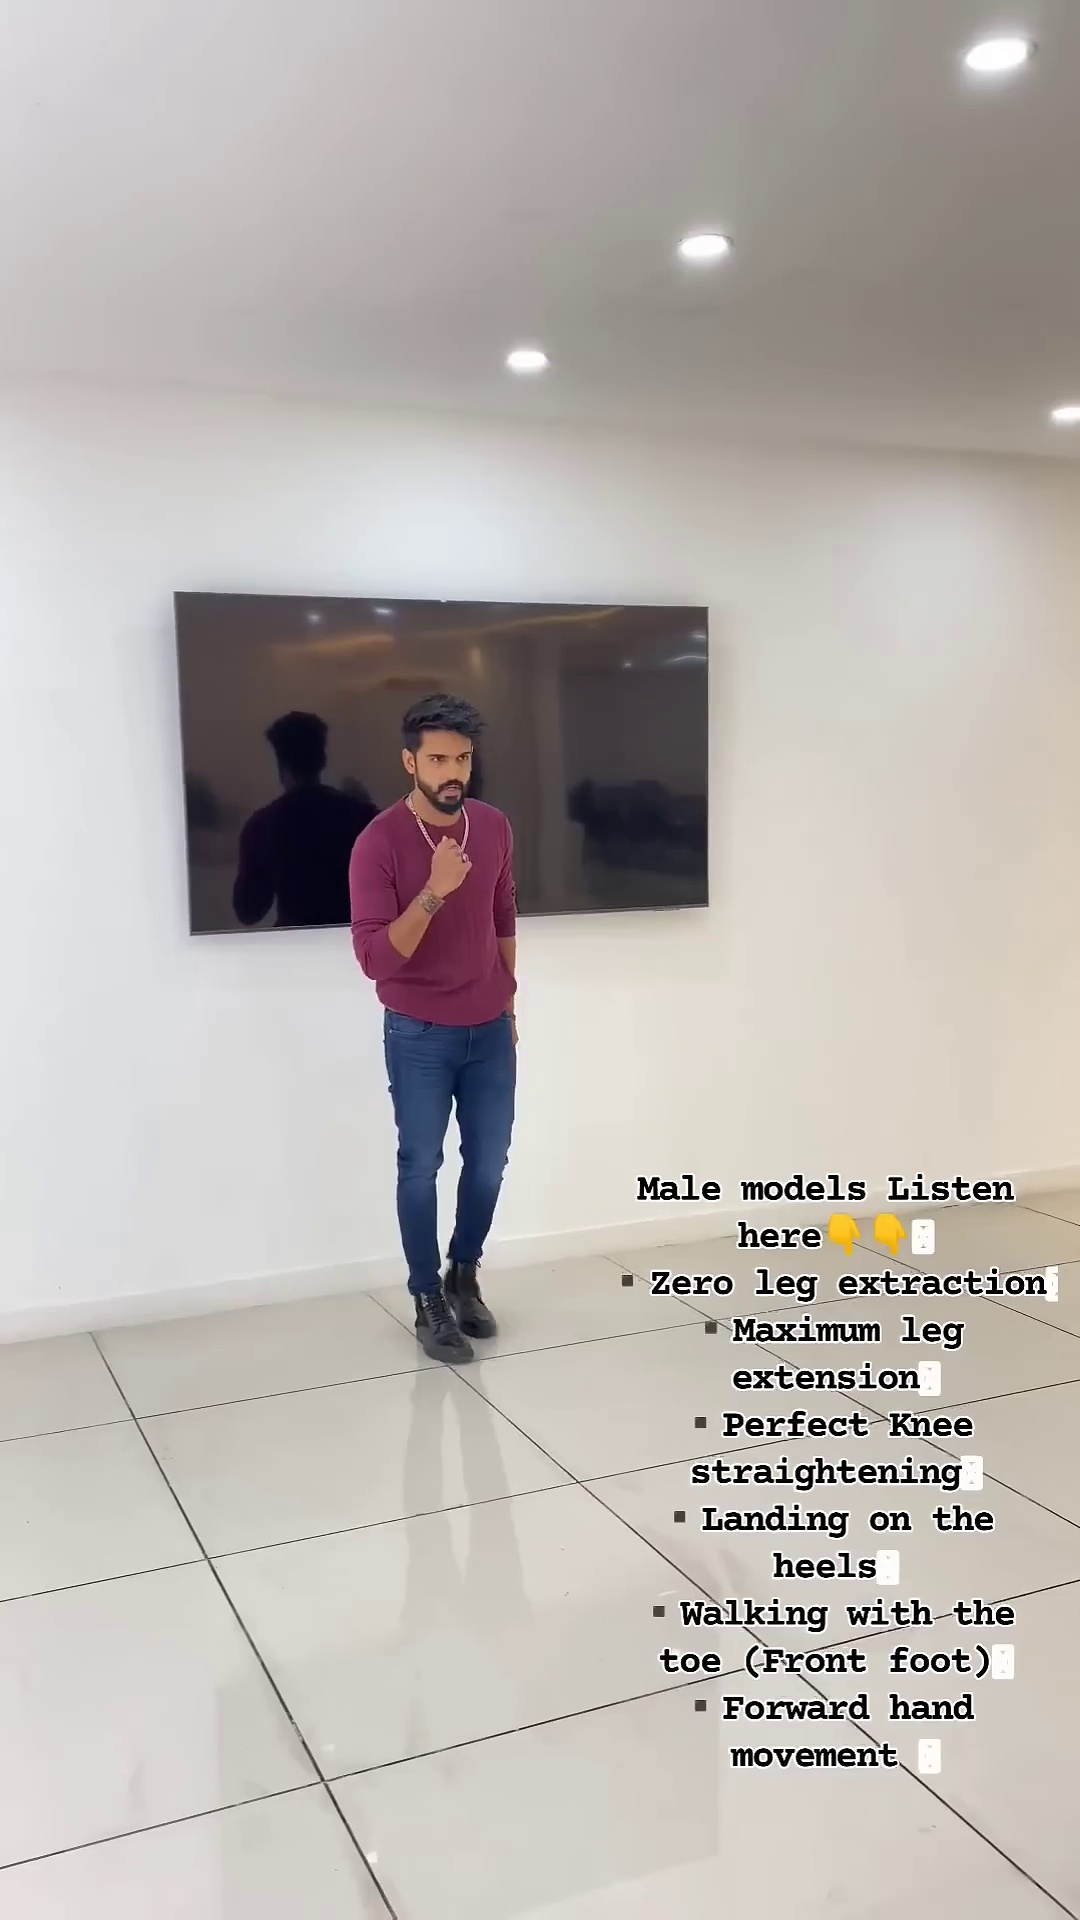 Male models Listen
here👇👇
▪ Zero leg extraction
▪ Maximum leg
extension
▪ Perfect Knee
straightening
▪ Landing on the
heels
▪ Walking with the
toe (Front foot)
▪ Forward hand
movement